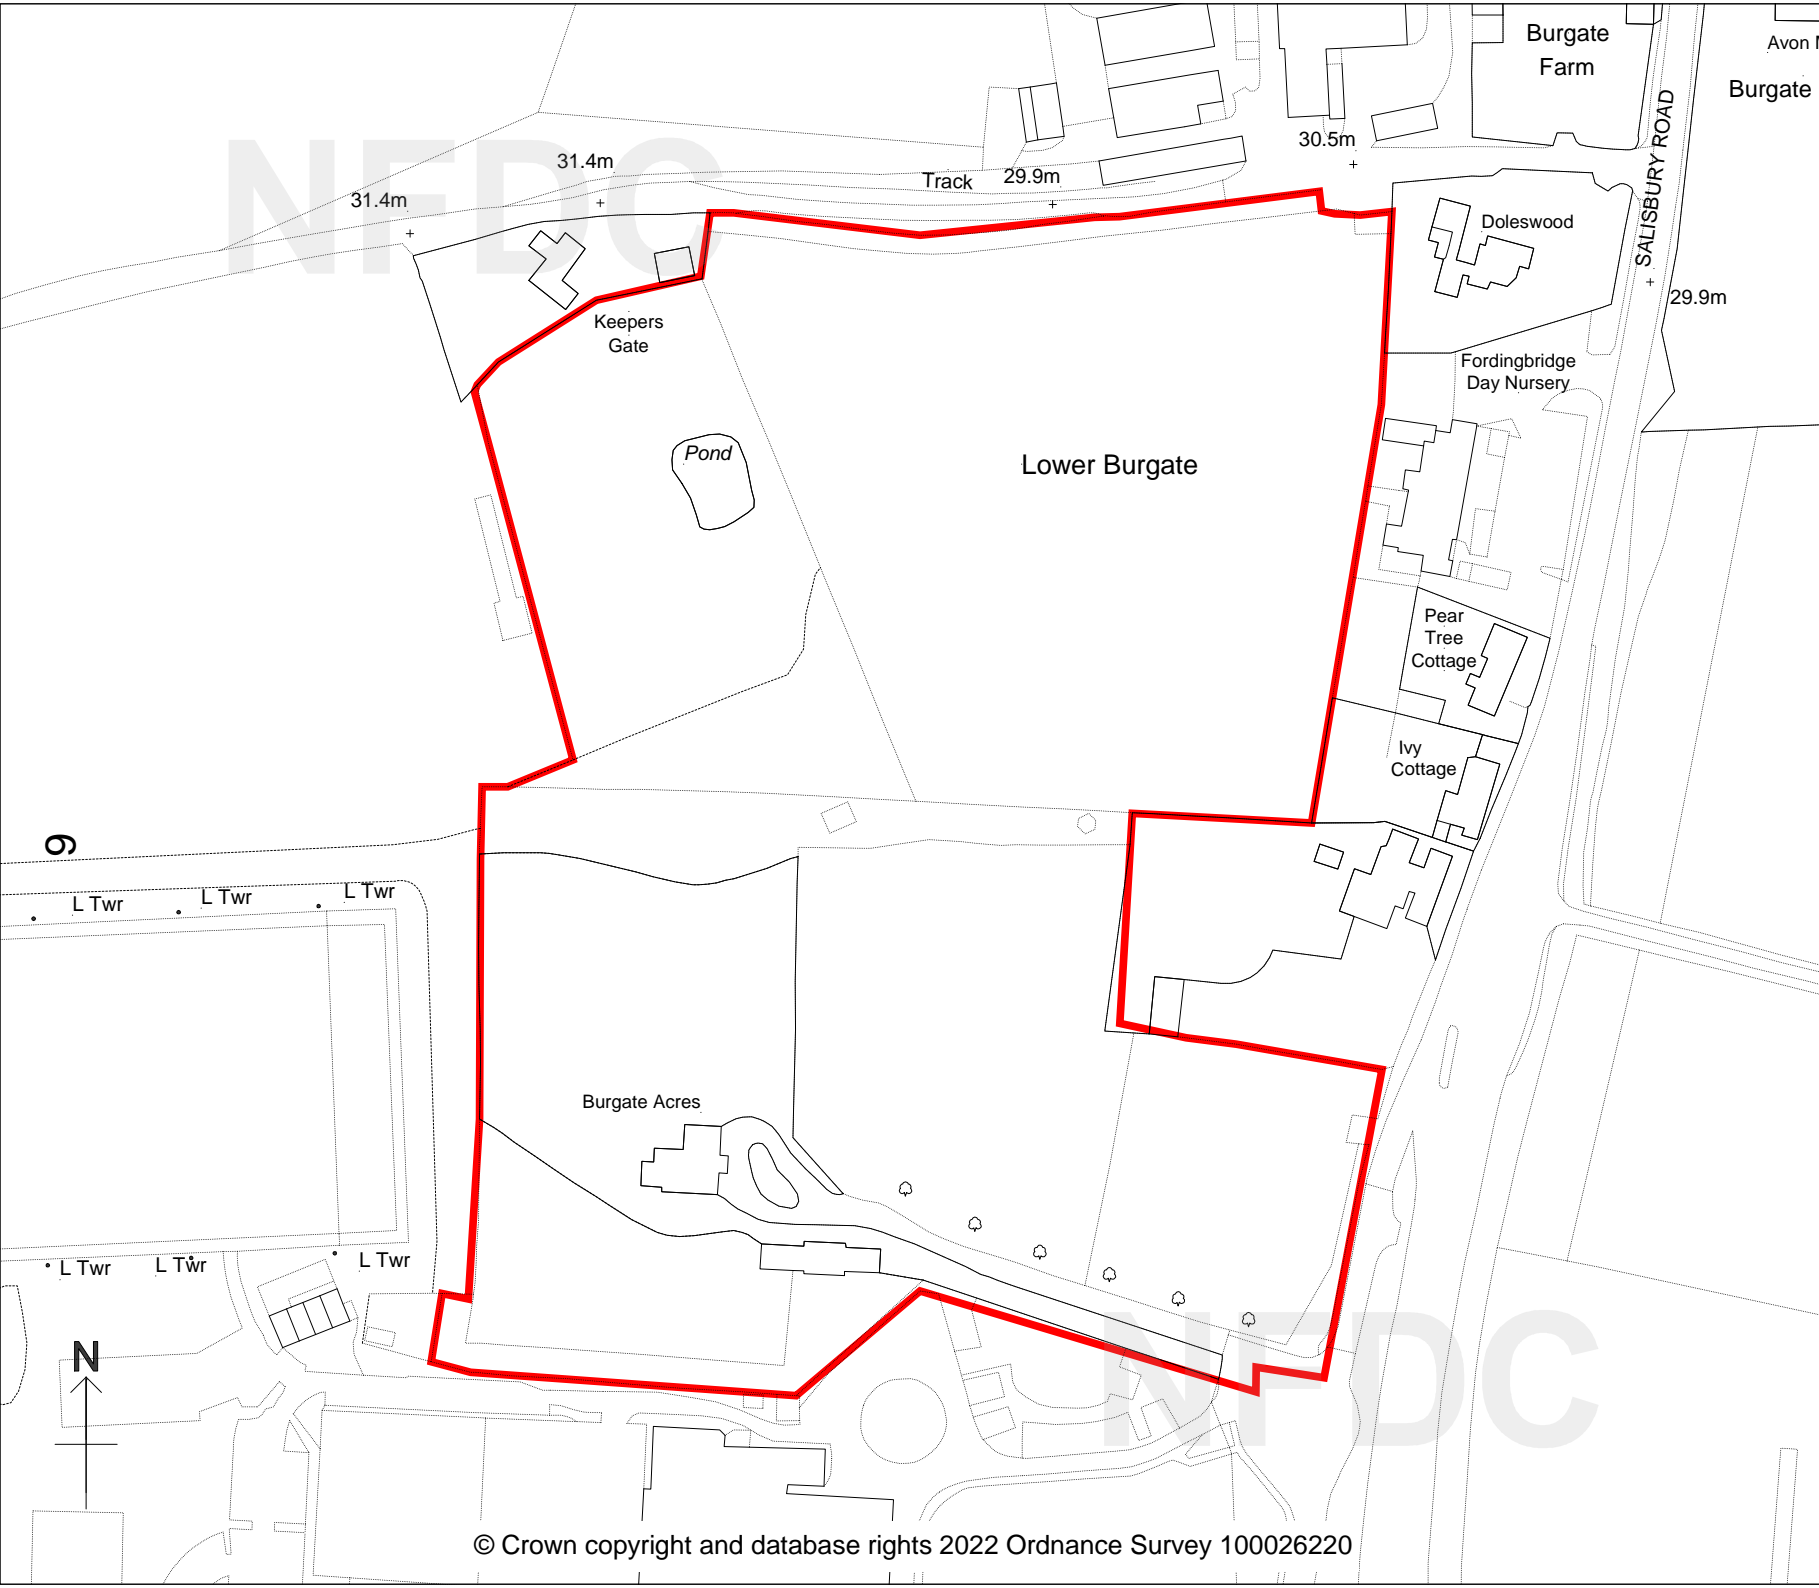 Burgate
Farm
Avon
Burgate
SALISBURY ROAD
NFDC
30.5m
31.4m
31.4m
Track
29.9m
Doleswood
29.9m
Keepers
Gate
Fordingbridge
Day Nursery
Pond
Lower Burgate
Pear
Tree
Cottage
Ivy
Cottage
9
L Twr
L Twr
L Twr
Burgate Acres
L Twr
L Twr
L Twr
N
NFDC
© Crown copyright and database rights 2022 Ordnance Survey 100026220